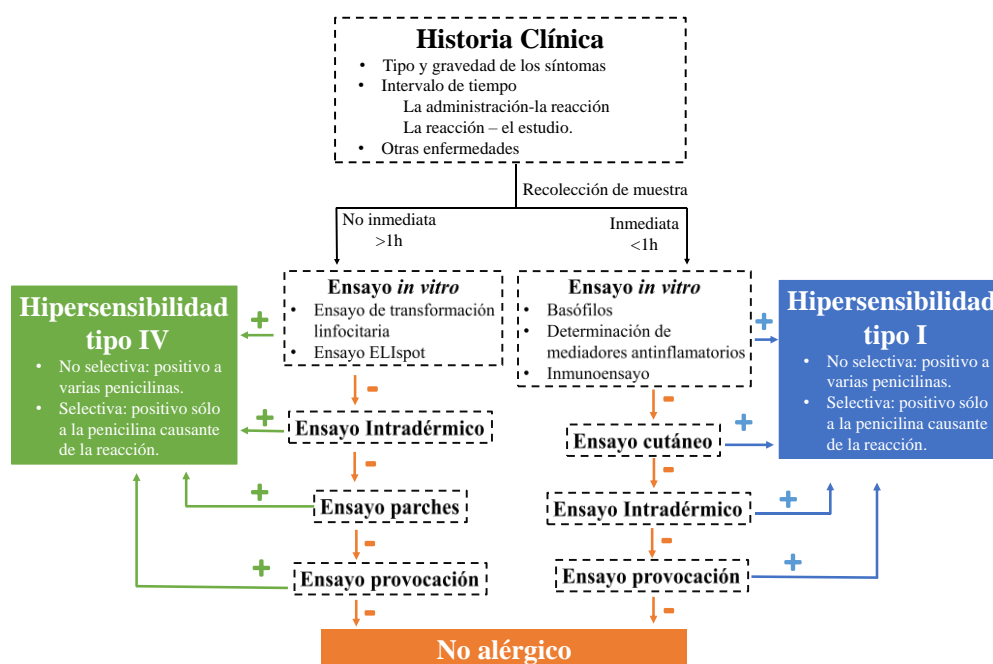 Historia Clínica
• Tipo y gravedad de los síntomas
• Intervalo de tiempo
La administración-la reacción
La reacción – el estudio.
• Otras enfermedades
Recolección de muestra
No inmediata
>1h
Inmediata
<1h
Ensayo in vitro
• Ensayo de transformación
linfocitaria
• Ensayo ELIspot
Ensayo in vitro
• Basófilos
• Determinación de
mediadores antinflamatorios
• Inmunoensayo
Hipersensibilidad
tipo IV
• No selectiva: positivo a
varias penicilinas.
• Selectiva: positivo sólo
a la penicilina causante
de la reacción.
Hipersensibilidad
tipo I
• No selectiva: positivo a
varias penicilinas.
• Selectiva: positivo sólo
a la penicilina causante
de la reacción.
+
+
-
-
Ensayo Intradérmico
+
Ensayo cutáneo
+
-
-
Ensayo parches
+
Ensayo Intradérmico
+
-
-
Ensayo provocación
+
Ensayo provocación
+
-
-
No alérgico